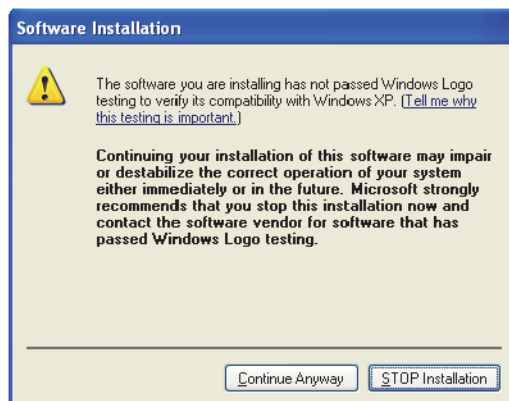 Software Installation
The software you are installing has not passed Windows Logo
testing to verify its compatibility with Windows XP. (Tell me why
this testing is important.)
Continuing your installation of this software may impair
or destabilize the correct operation of your system
either immediately or in the future. Microsoft strongly
recommends that you stop this installation now and
contact the software vendor for software that has
passed Windows Logo testing.
Continue Anyway
STOP Installation